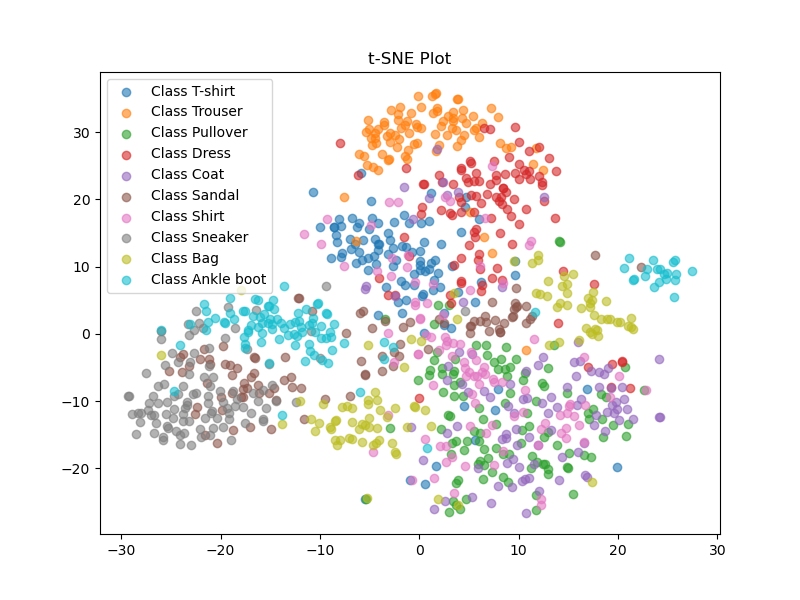 t-SNE Plot
Class T-shirt
Class Trouser
Class Pullover
Class Dress
Class Coat
Class Sandal
Class Shirt
Class Sneaker
Class Bag
Class Ankle boot
30
20
10
0
−10
−20
−30 −20 −10 0 10 20 30